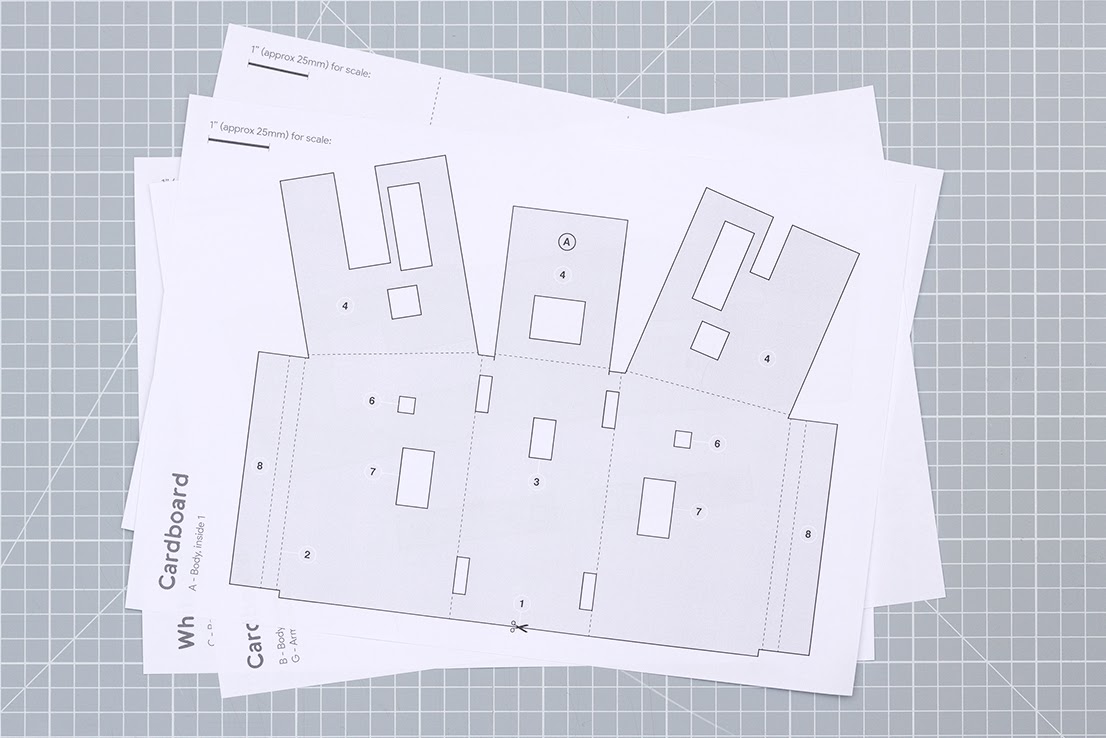 1" (approx 25mm) for scale:
1" (approx 25mm) for scale:
A
4
4
4
6
6
7
3
7
8
8
2
1
Cardboard
A - Body, inside 1
Wh
C - B
Carc
B - Body
G - Arm